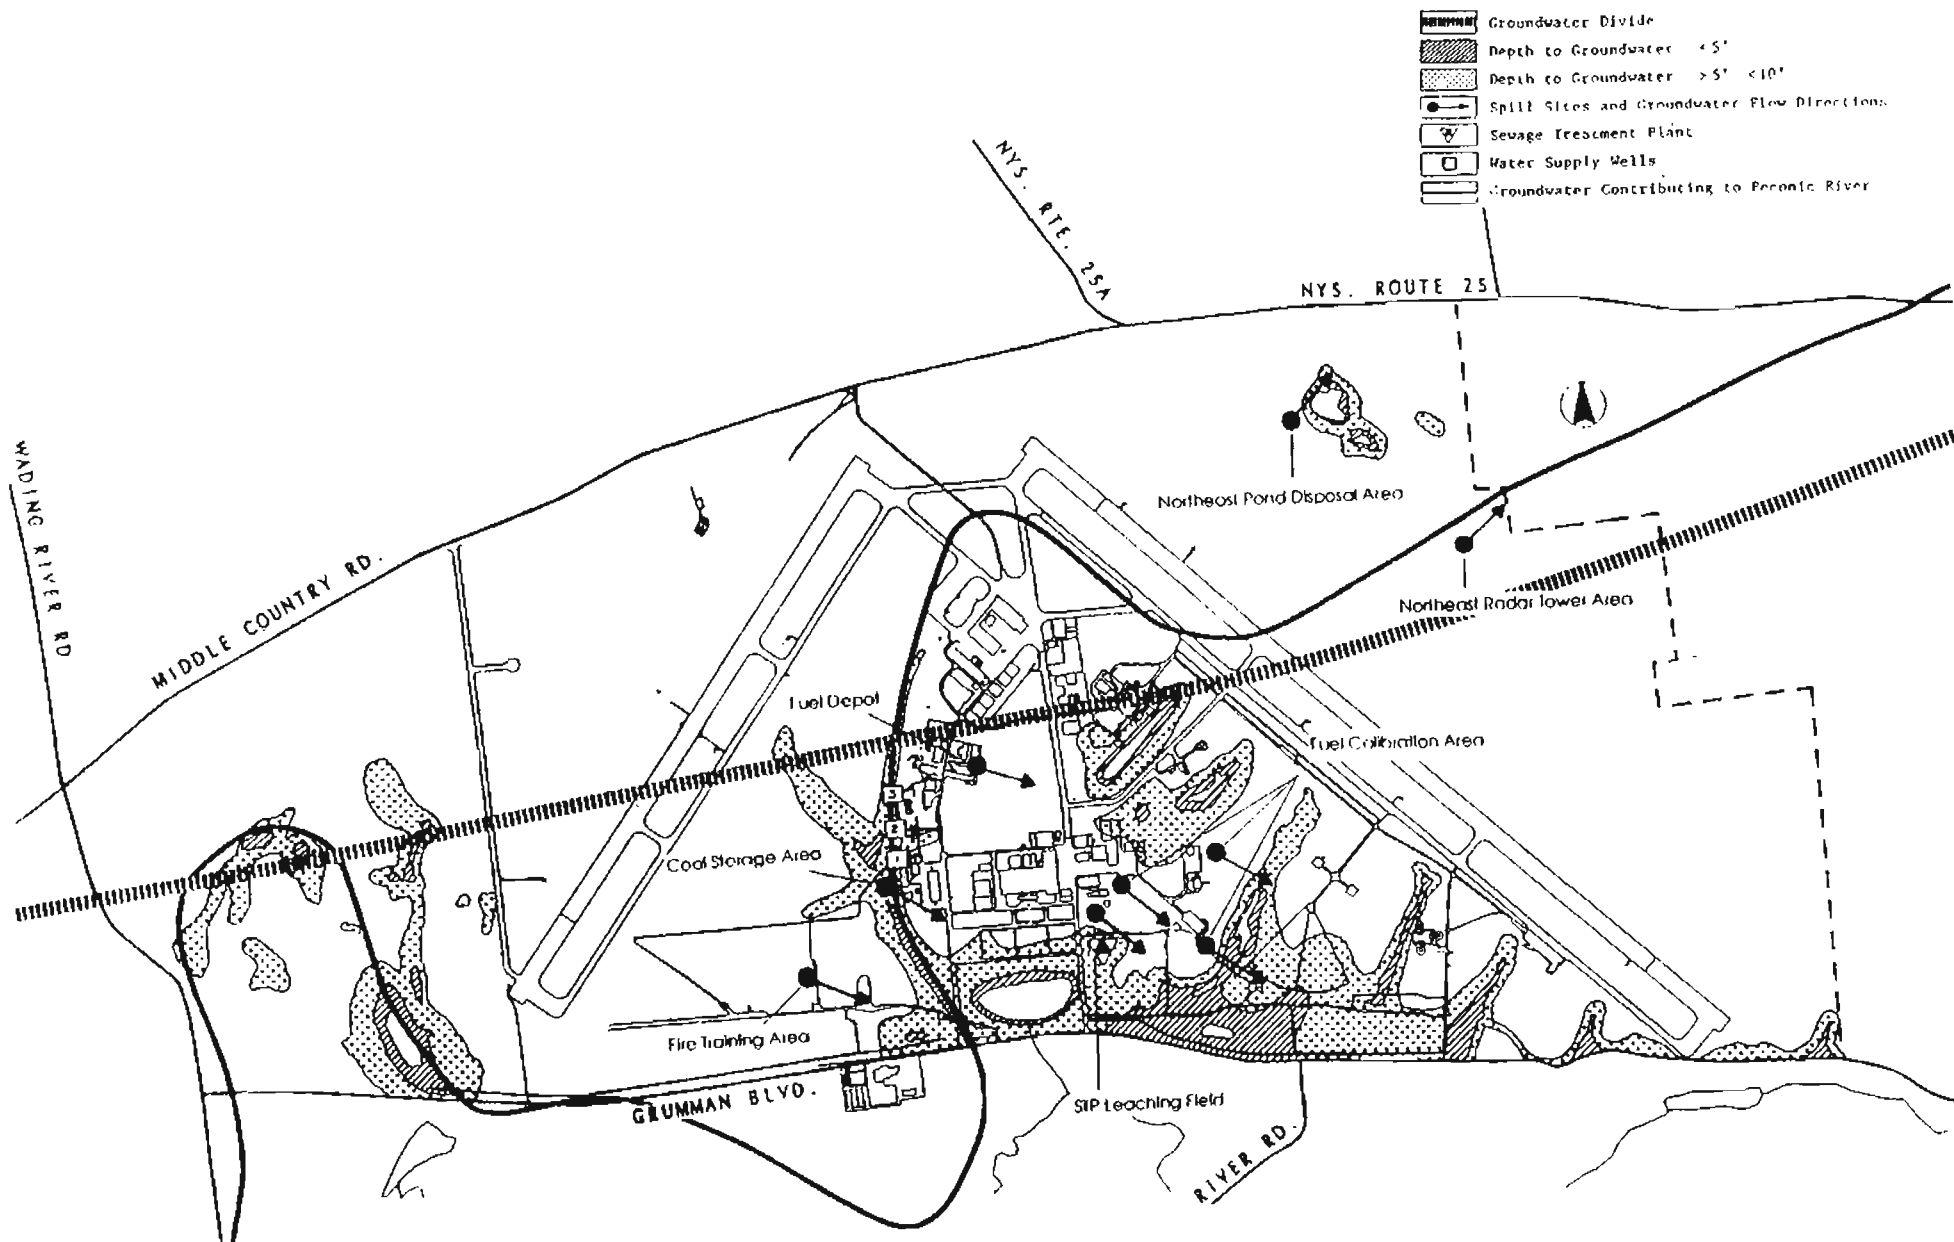 Groundwater Divide
Depth to Groundwater <5'
Depth to Groundwater >5' <10'
Spill Sites and Groundwater Flow Directions
Sewage Treatment Plant
Water Supply Wells
Groundwater Contributing to Peconic River
NYS. RTE. 25A
NYS. ROUTE 25
WADING RIVER RD
MIDDLE COUNTRY RD.
Northeast Pond Disposal Area
Northeast Radar Tower Area
Fuel Depot
Fuel Calibration Area
3
2
1
Coal Storage Area
Fire Training Area
GRUMMAN BLVD.
STP Leaching Field
RIVER RD.